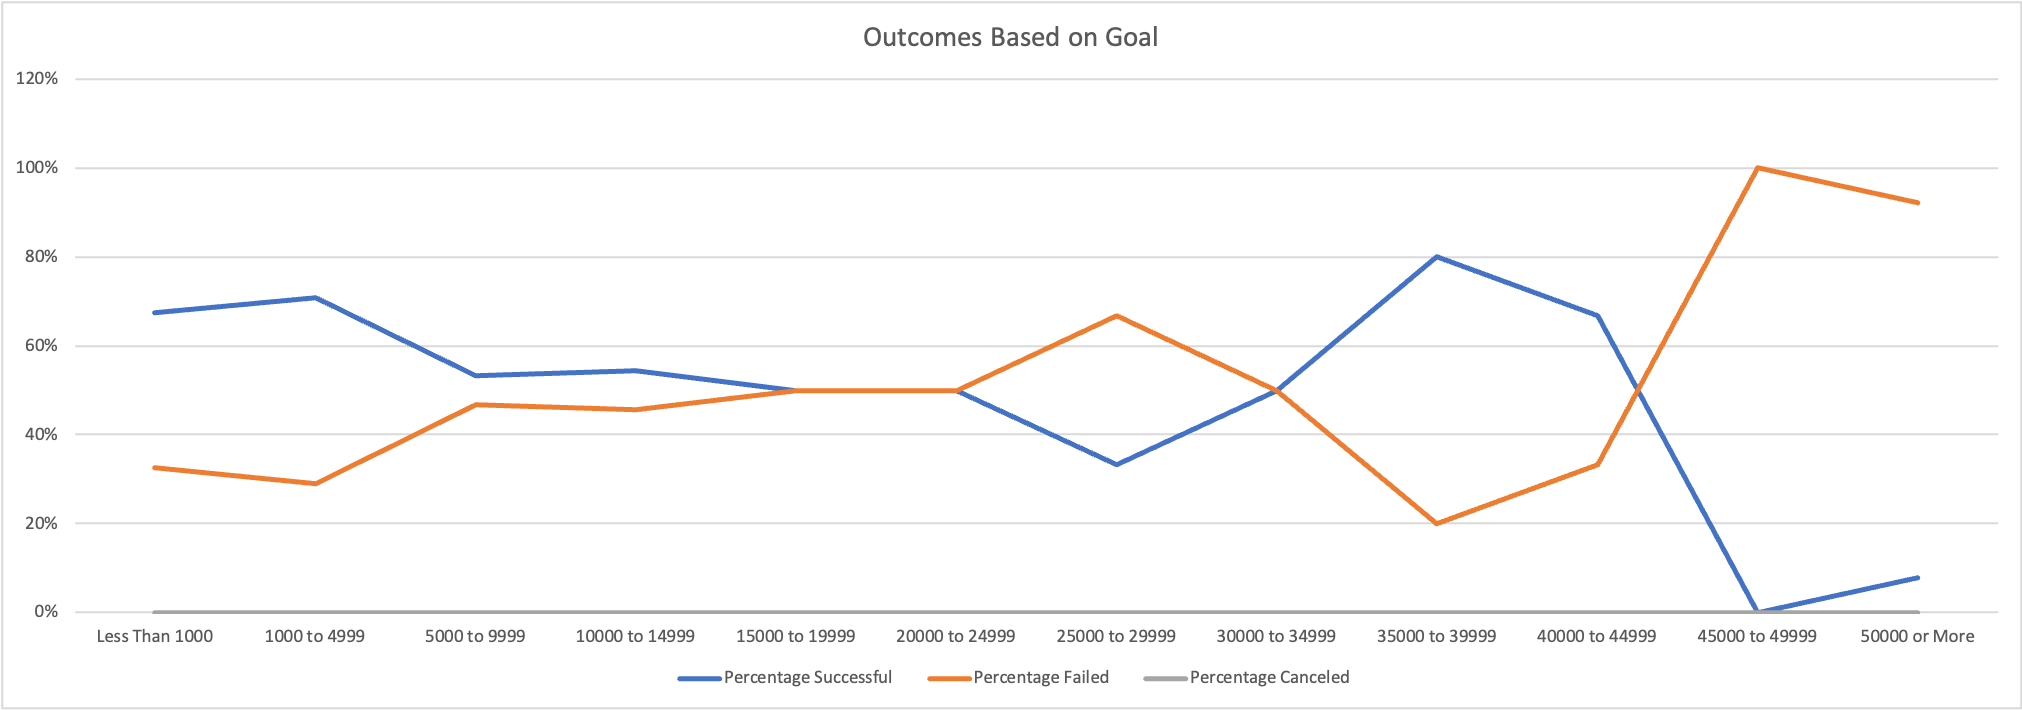 Outcomes Based on Goal
120%
100%
80%
60%
40%
20%
0%
Less Than 1000 1000 to 4999 5000 to 9999 10000 to 14999 15000 to 19999 20000 to 24999 25000 to 29999 30000 to 34999 35000 to 39999 40000 to 44999 45000 to 49999 50000 or More
Percentage Successful Percentage Failed Percentage Canceled